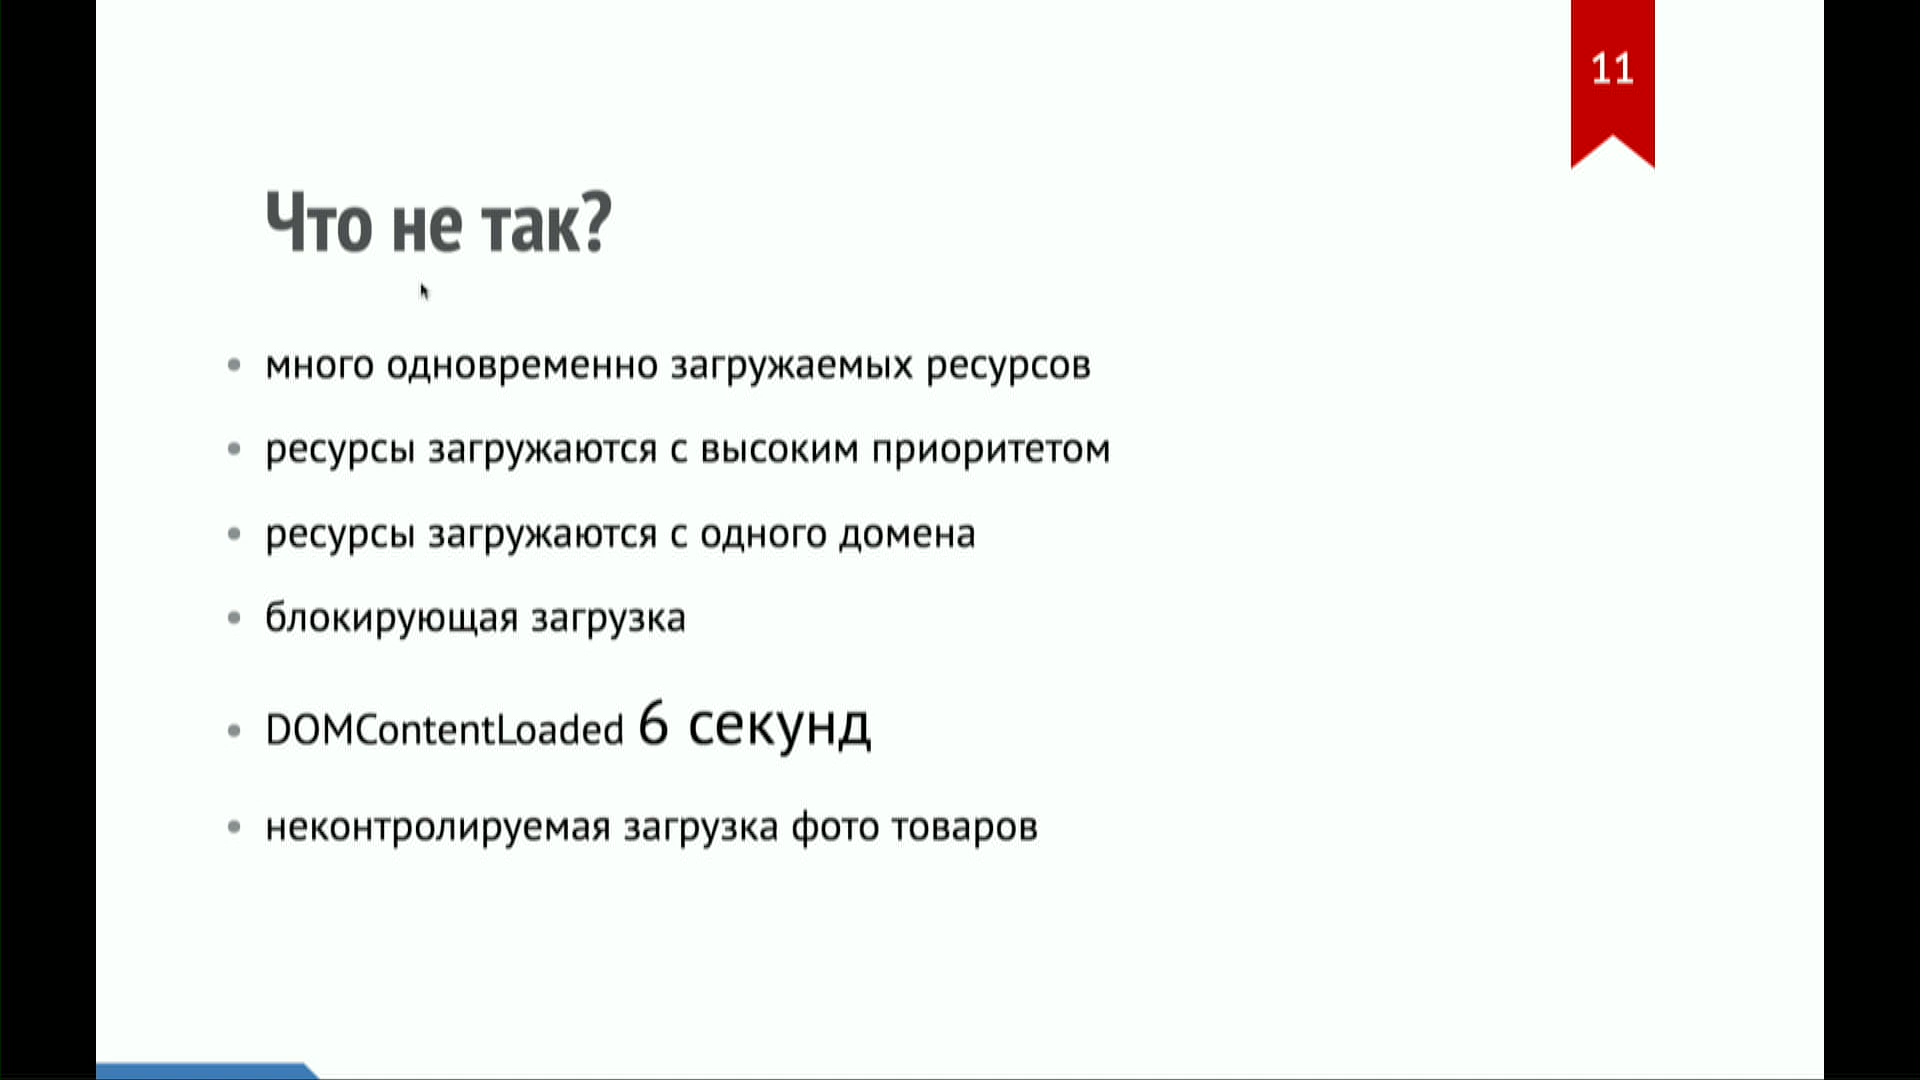 11
Что не так?
• много одновременно загружаемых ресурсов
• ресурсы загружаются с высоким приоритетом
• ресурсы загружаются с одного домена
• блокирующая загрузка
• DOMContentLoaded 6 секунд
• неконтролируемая загрузка фото товаров